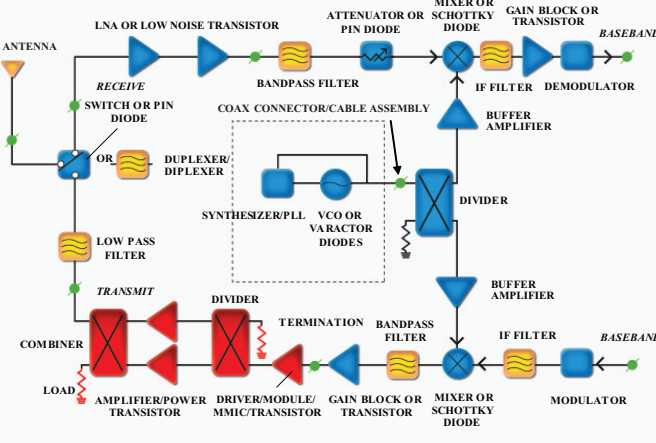 MIXER OR
SCHOTTKY
DIODE
ATTENUATOR OR
PIN DIODE
GAIN BLOCK OR
TRANSISTOR
LNA OR LOW NOISE TRANSISTOR
BASEBAND
ANTENNA
RECEIVE
BANDPASS FILTER
IF FILTER
DEMODULATOR
SWITCH OR PIN
DIODE
COAX CONNECTOR/CABLE ASSEMBLY
BUFFER
AMPLIFIER
OR
DUPLEXER/
DIPLEXER
DIVIDER
SYNTHESIZER/PLL
VCO OR
VARACTOR
DIODES
LOW PASS
FILTER
TRANSMIT
DIVIDER
BUFFER
AMPLIFIER
TERMINATION
BANDPASS
FILTER
IF FILTER
BASEBAND
COMBINER
LOAD
AMPLIFIER/POWER
TRANSISTOR
DRIVER/MODULE/
MMIC/TRANSISTOR
GAIN BLOCK OR
TRANSISTOR
MIXER OR
SCHOTTKY
DIODE
MODULATOR